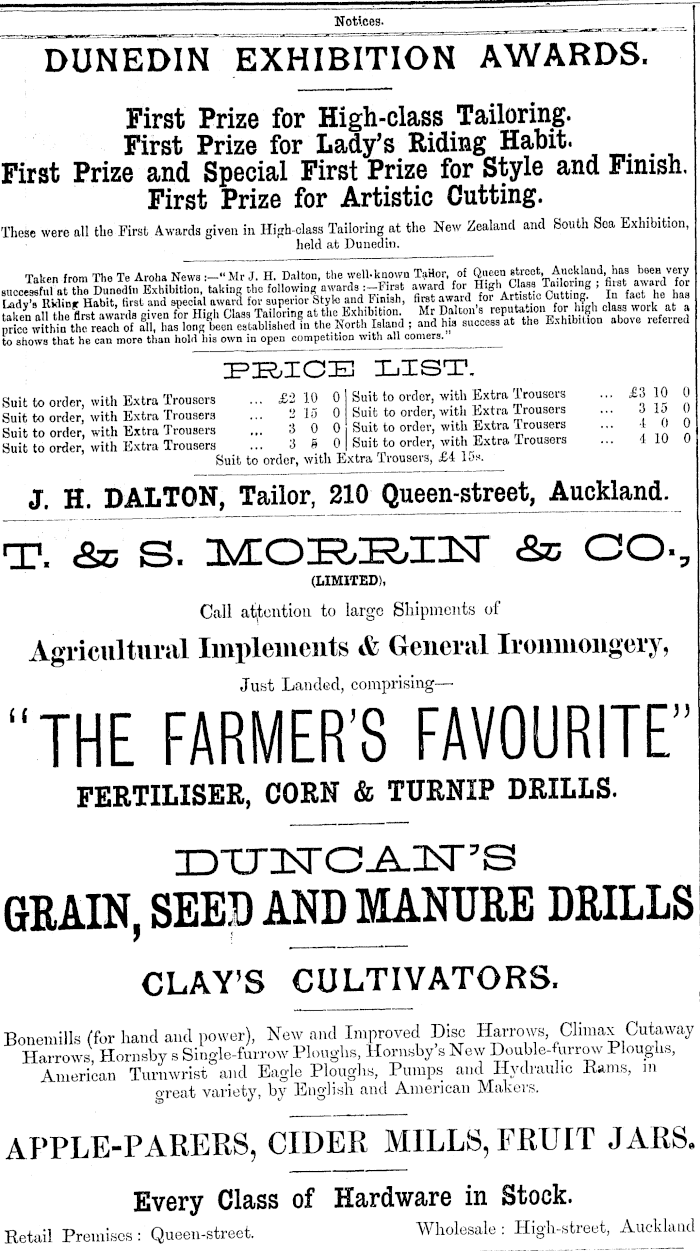 Notices.
DUNEDIN EXHIBITION AWARDS.
First Prize for High-class Tailoring.
First Prize for Lady's Riding Habit.
First Prize and Special First Prize for Style and Finish.
First Prize for Artistic Cutting.
These were all the First Awards given in High-class Tailoring at the New Zealand and South Sea Exhibition,
held at Dunedin.
Taken from The Te Aroha News :—"Mr J. H. Dalton, the well-known Tailor, of Queen street, Auckland, has been very
successful at the Dunedin Exhibition, taking the following awards :—First award for High Class Tailoring ; first award for
Lady's Riding Habit, first and special award for superior Style and Finish, first award for Artistic Cutting. In fact he has
taken all the first awards given for High Class Tailoring at the Exhibition. Mr Dalton's reputation for high class work at a
price within the reach of all, has long been established in the North Island ; and his success at the Exhibition above referred
to shows that he can more than hold his own in open competition with all comers."
PRICE LIST.
Suit to order, with Extra Trousers ... £2 10 0 | Suit to order, with Extra Trousers ... £3 10 0
Suit to order, with Extra Trousers ... 2 15 0 | Suit to order, with Extra Trousers ... 3 15 0
Suit to order, with Extra Trousers ... 3 0 0 | Suit to order, with Extra Trousers ... 4 0 0
Suit to order, with Extra Trousers ... 3 5 0 | Suit to order, with Extra Trousers ... 4 10 0
Suit to order, with Extra Trousers, £4 15s.
J. H. DALTON, Tailor, 210 Queen-street, Auckland.
T. & S. MORRIN & CO.,
(LIMITED),
Call attention to large Shipments of
Agricultural Implements & General Ironmongery,
Just Landed, comprising—
"THE FARMER'S FAVOURITE"
FERTILISER, CORN & TURNIP DRILLS.
DUNCAN'S
GRAIN, SEED AND MANURE DRILLS
CLAY'S CULTIVATORS.
Bonemills (for hand and power), New and Improved Disc Harrows, Climax Cutaway
Harrows, Hornsby s Single-furrow Ploughs, Hornsby's New Double-furrow Ploughs,
American Turnwrist and Eagle Ploughs, Pumps and Hydraulic Rams, in
great variety, by English and American Makers.
APPLE-PARERS, CIDER MILLS, FRUIT JARS.
Every Class of Hardware in Stock.
Retail Premises : Queen-street. Wholesale : High-street, Auckland